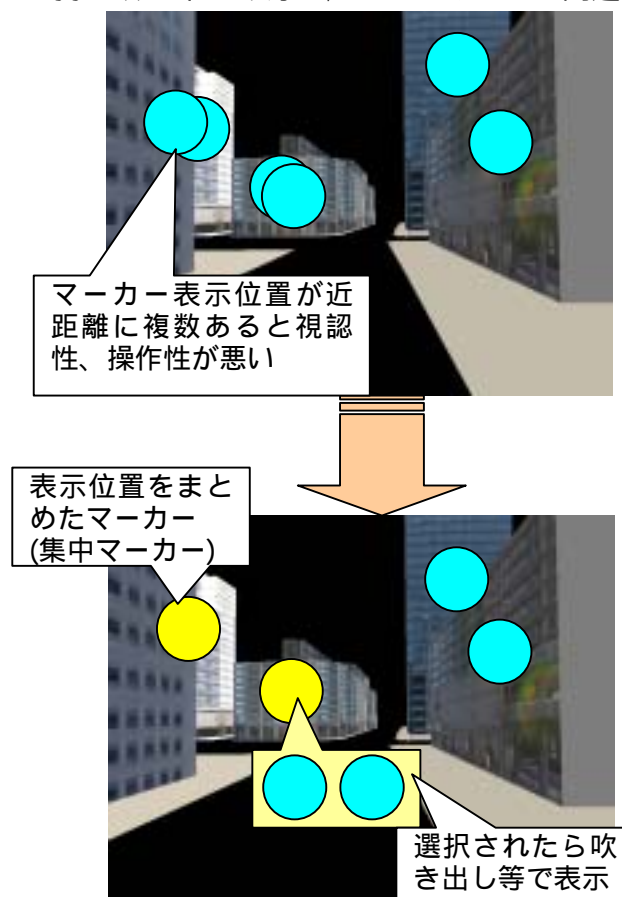 マーカー表示位置が近
距離に複数あると視認
性、操作性が悪い
表示位置をまと
めたマーカー
(集中マーカー)
選択されたら吹
き出し等で表示